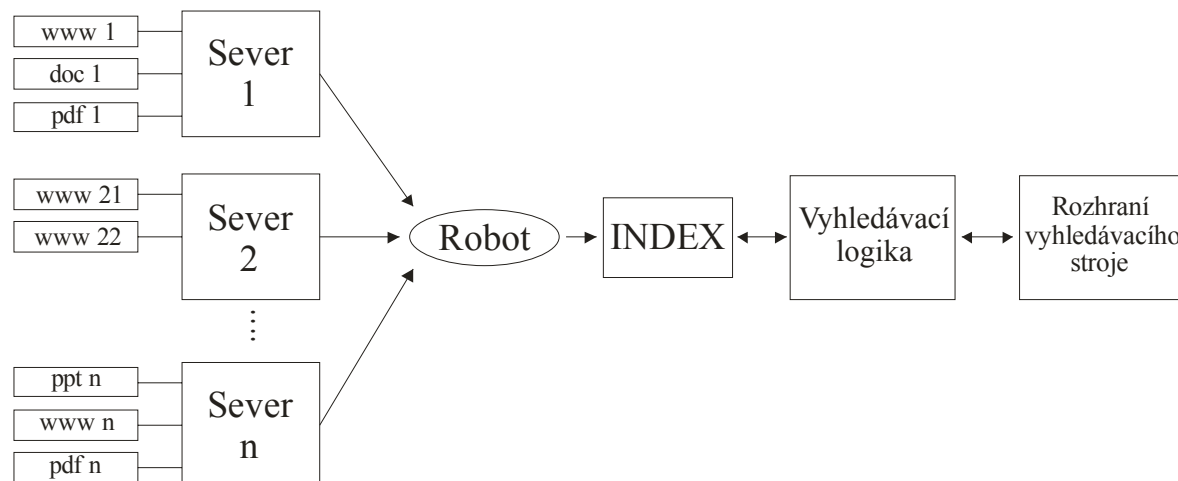 www 1
doc 1
pdf 1
Sever
1
www 21
www 22
Sever
2
ppt n
www n
pdf n
Sever
n
Robot
INDEX
Vyhledávací
logika
Rozhraní
vyhledávacího
stroje